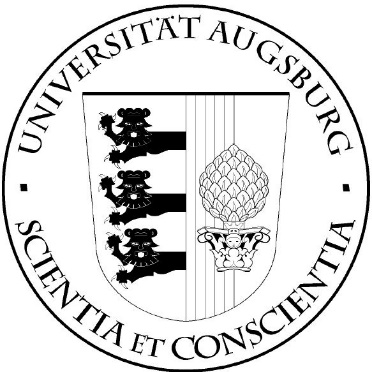 UNIVERSITÄT AUGSBURG
SCIENTIA ET CONSCIENTIA